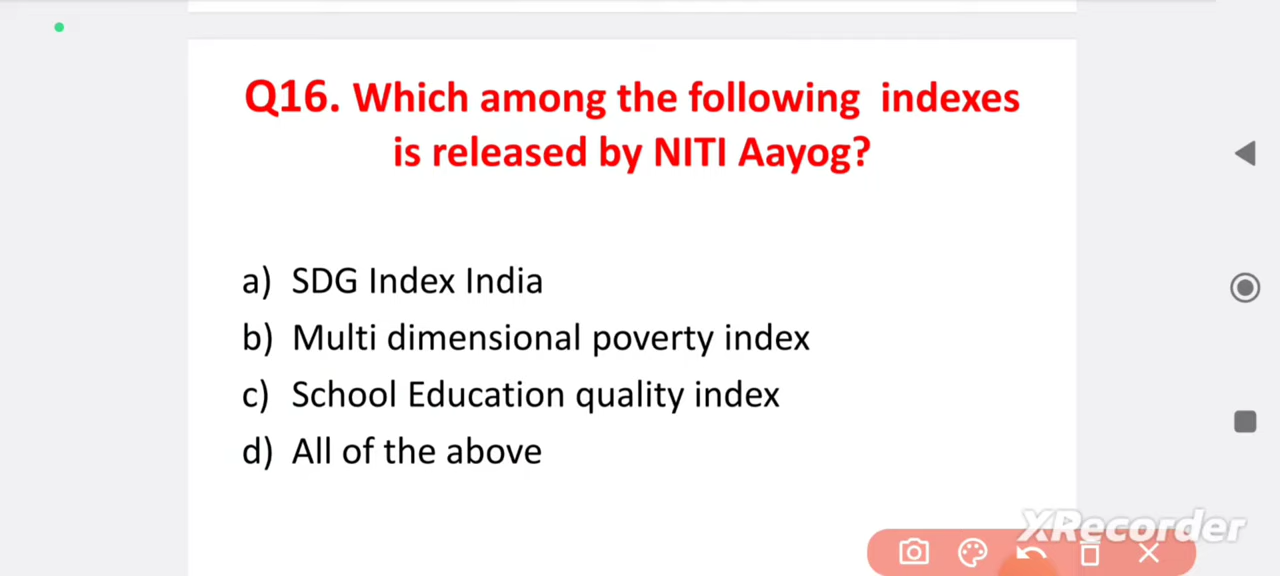 Q16. Which among the following indexes
is released by NITI Aayog?
a) SDG Index India
b) Multi dimensional poverty index
c) School Education quality index
d) All of the above
XRecorder